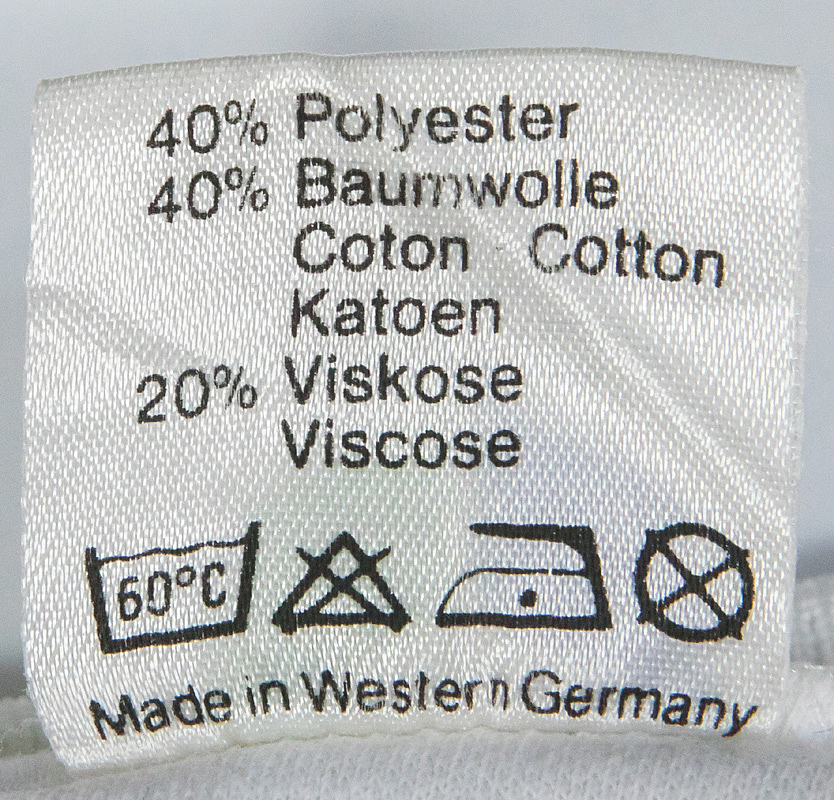 40% Polyester
40% Baumwolle
Coton Cotton
Katoen
20% Viskose
Viscose
60°C
Made in Western Germany